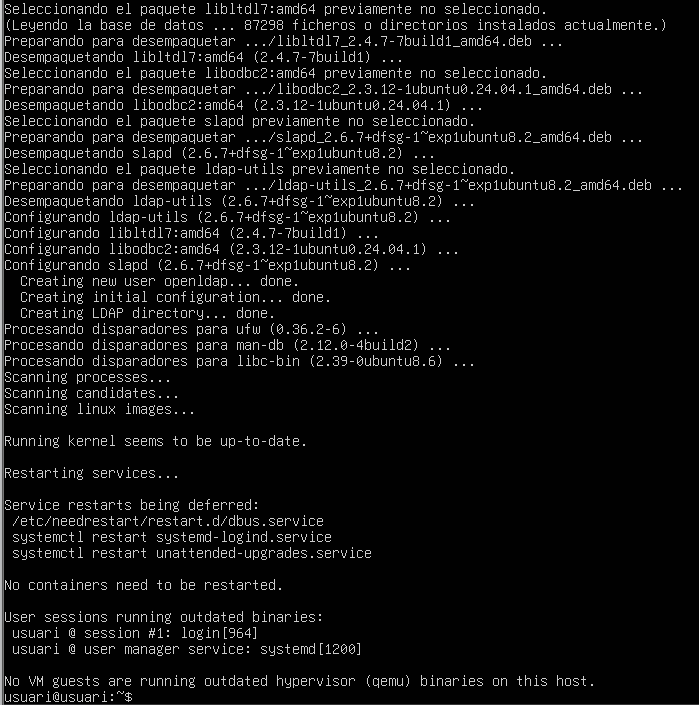 Seleccionando el paquete libltdl7:amd64 previamente no seleccionado.
(Leyendo la base de datos ... 87298 ficheros o directorios instalados actualmente.)
Preparando para desempaquetar .../libltdl7_2.4.7-7build1_amd64.deb ...
Desempaquetando libltdl7:amd64 (2.4.7-7build1) ...
Seleccionando el paquete libodbc2:amd64 previamente no seleccionado.
Preparando para desempaquetar .../libodbc2_2.3.12-1ubuntu0.24.04.1_amd64.deb ...
Desempaquetando libodbc2:amd64 (2.3.12-1ubuntu0.24.04.1) ...
Seleccionando el paquete slapd previamente no seleccionado.
Preparando para desempaquetar .../slapd_2.6.7+dfsg-1~exp1ubuntu8.2_amd64.deb ...
Desempaquetando slapd (2.6.7+dfsg-1~exp1ubuntu8.2) ...
Seleccionando el paquete ldap-utils previamente no seleccionado.
Preparando para desempaquetar .../ldap-utils_2.6.7+dfsg-1~exp1ubuntu8.2_amd64.deb ...
Desempaquetando ldap-utils (2.6.7+dfsg-1~exp1ubuntu8.2) ...
Configurando ldap-utils (2.6.7+dfsg-1~exp1ubuntu8.2) ...
Configurando libltdl7:amd64 (2.4.7-7build1) ...
Configurando libodbc2:amd64 (2.3.12-1ubuntu0.24.04.1) ...
Configurando slapd (2.6.7+dfsg-1~exp1ubuntu8.2) ...
  Creating new user openldap... done.
  Creating initial configuration... done.
  Creating LDAP directory... done.
Procesando disparadores para ufw (0.36.2-6) ...
Procesando disparadores para man-db (2.12.0-4build2) ...
Procesando disparadores para libc-bin (2.39-0ubuntu8.6) ...
Scanning processes...
Scanning candidates...
Scanning linux images...
Running kernel seems to be up-to-date.
Restarting services...
Service restarts being deferred:
 /etc/needrestart/restart.d/dbus.service
 systemctl restart systemd-logind.service
 systemctl restart unattended-upgrades.service
No containers need to be restarted.
User sessions running outdated binaries:
 usuari @ session #1: login[964]
 usuari @ user manager service: systemd[1200]
No VM guests are running outdated hypervisor (qemu) binaries on this host.
usuari@usuari:~$